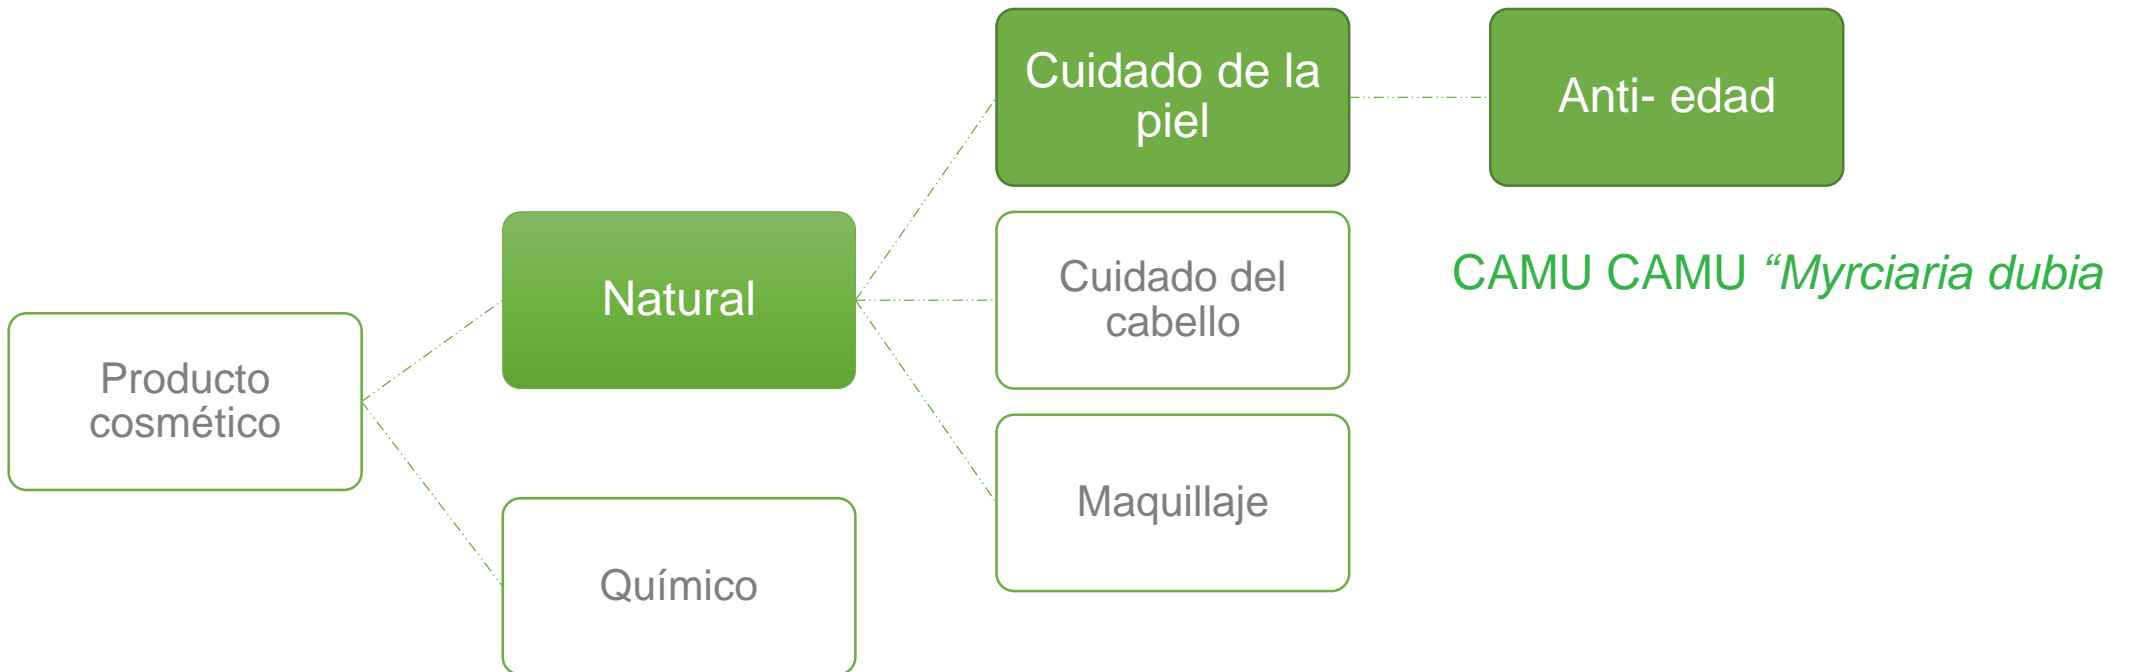 Cuidado de la
piel
Anti- edad
Natural
Cuidado del
cabello
CAMU CAMU “Myrciaria dubia
Producto
cosmético
Maquillaje
Químico